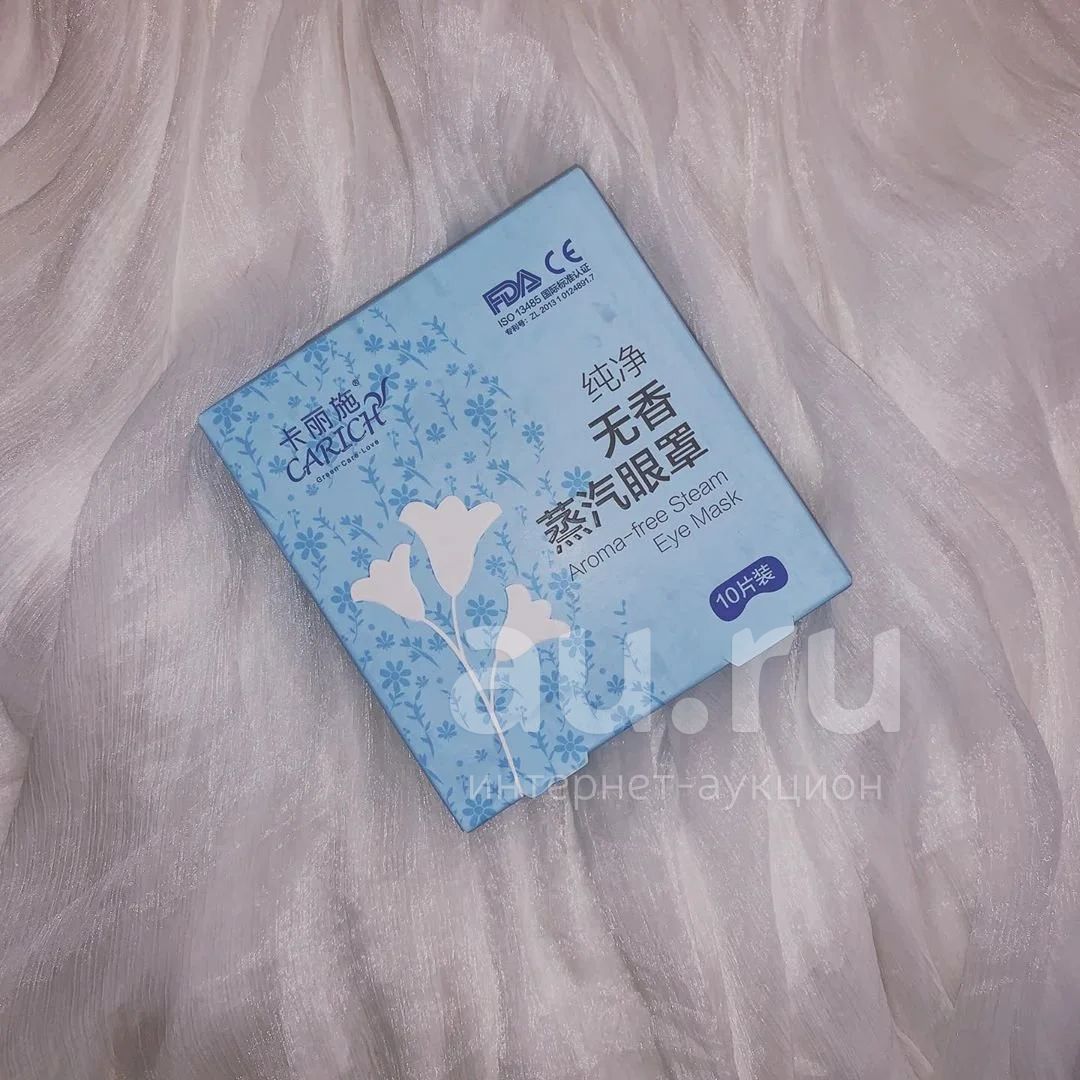 FDA CE
ISO 13485 国际标准认证
专利号：ZL 2013 1 0124891.7
卡丽施®
CARICH
Green·Care·Love
纯净
无香
蒸汽眼罩
Aroma-free Steam
Eye Mask
10片装
au.ru
интернет-аукцион